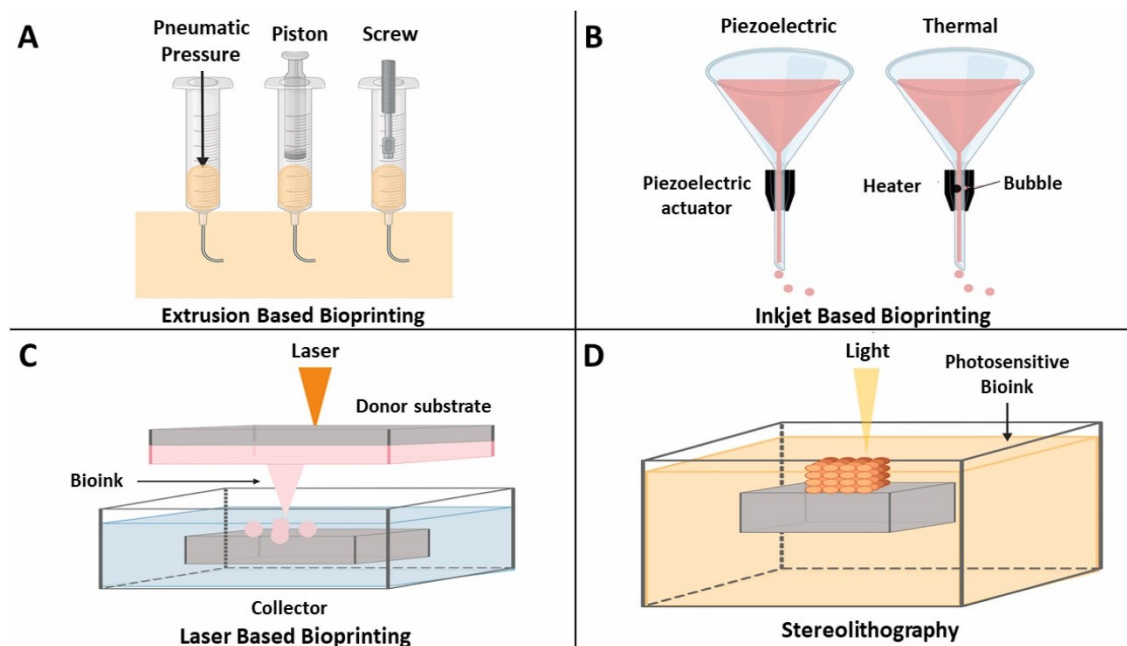 A
Pneumatic
Pressure
Piston
Screw
Extrusion Based Bioprinting
B
Piezoelectric
Thermal
Piezoelectric
actuator
Heater
Bubble
Inkjet Based Bioprinting
C
Laser
Donor substrate
Bioink
Collector
Laser Based Bioprinting
D
Light
Photosensitive
Bioink
Stereolithography